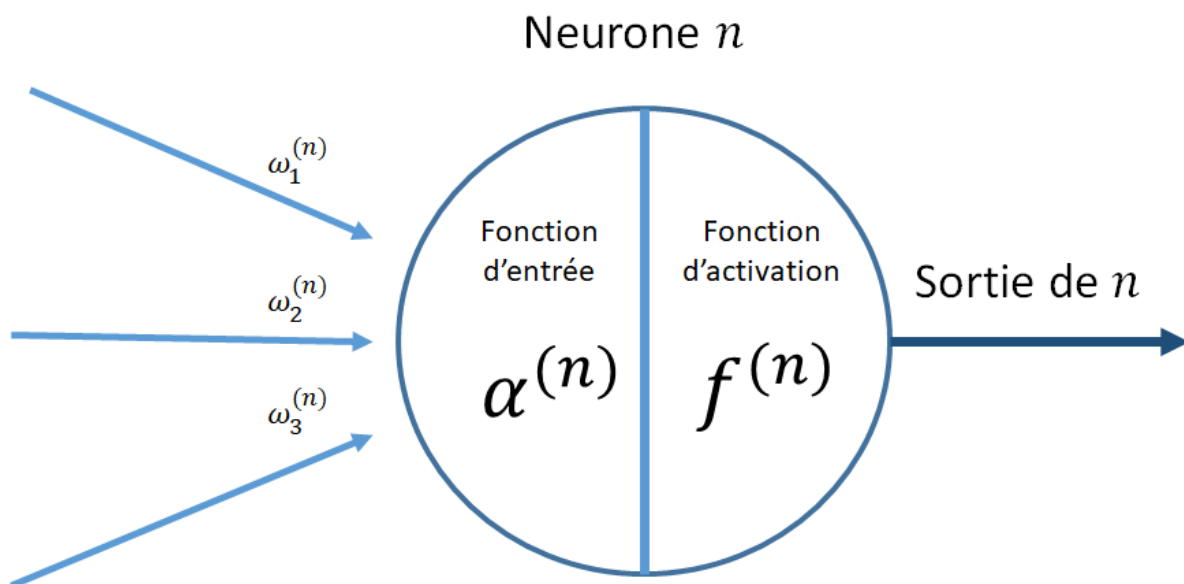 Neurone n
ω₁⁽ⁿ⁾
Fonction d’entrée
Fonction d’activation
ω₂⁽ⁿ⁾
Sortie de n
α⁽ⁿ⁾
f⁽ⁿ⁾
ω₃⁽ⁿ⁾